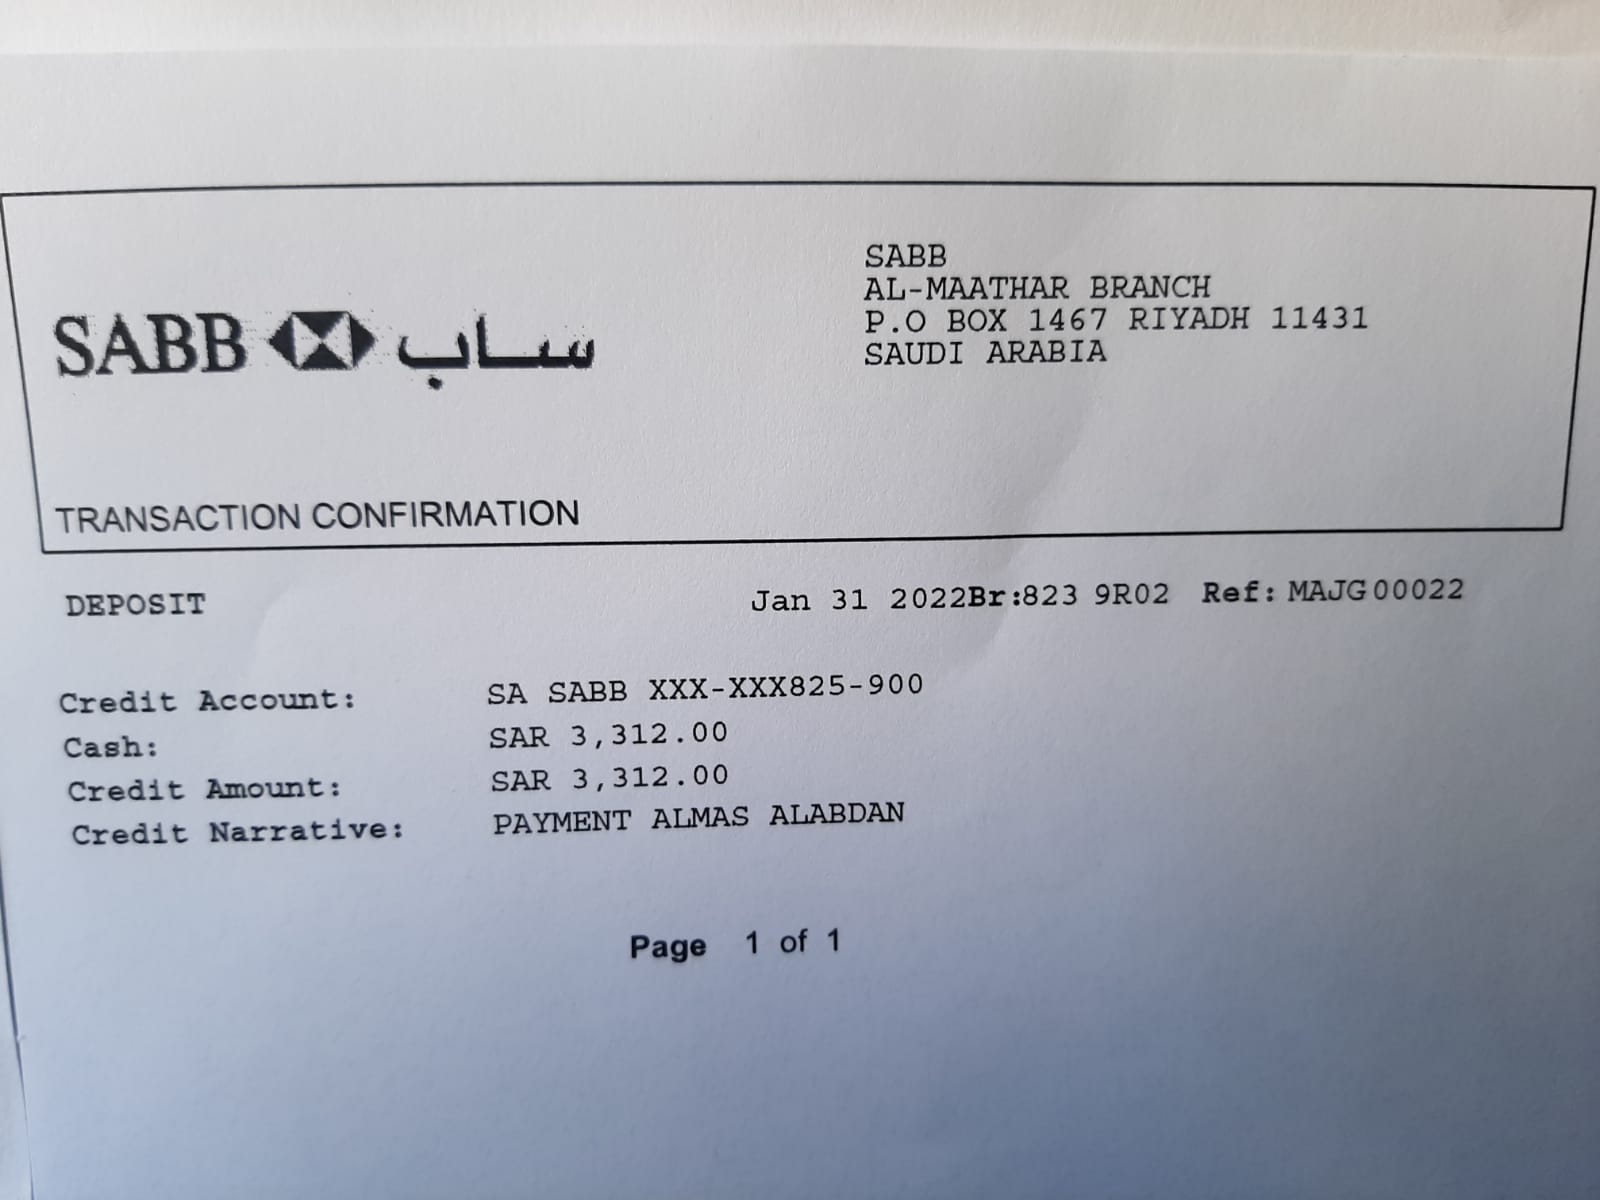 SABB ساب
SABB
AL-MAATHAR BRANCH
P.O BOX 1467 RIYADH 11431
SAUDI ARABIA
TRANSACTION CONFIRMATION
DEPOSIT Jan 31 2022Br:823 9R02 Ref: MAJG00022
Credit Account: SA SABB XXX-XXX825-900
Cash: SAR 3,312.00
Credit Amount: SAR 3,312.00
Credit Narrative: PAYMENT ALMAS ALABDAN
Page 1 of 1